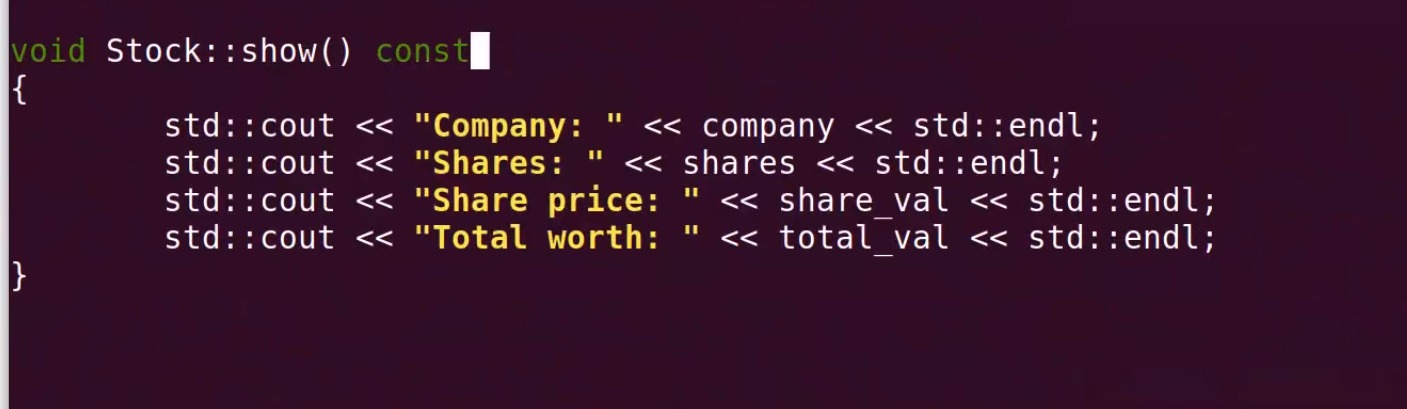 void Stock::show() const
{
        std::cout << "Company: " << company << std::endl;
        std::cout << "Shares: " << shares << std::endl;
        std::cout << "Share price: " << share_val << std::endl;
        std::cout << "Total worth: " << total_val << std::endl;
}